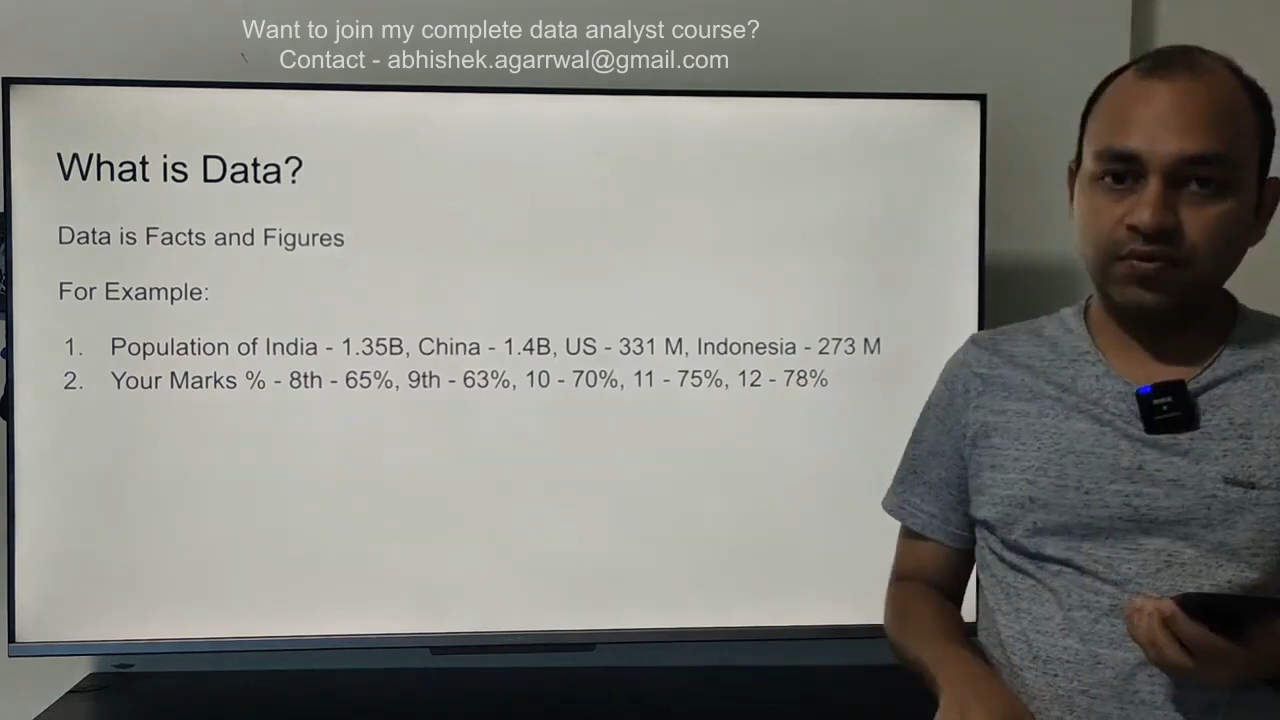 Want to join my complete data analyst course?
Contact - abhishek.agarrwal@gmail.com
What is Data?
Data is Facts and Figures
For Example:
1. Population of India - 1.35B, China - 1.4B, US - 331 M, Indonesia - 273 M
2. Your Marks % - 8th - 65%, 9th - 63%, 10 - 70%, 11 - 75%, 12 - 78%